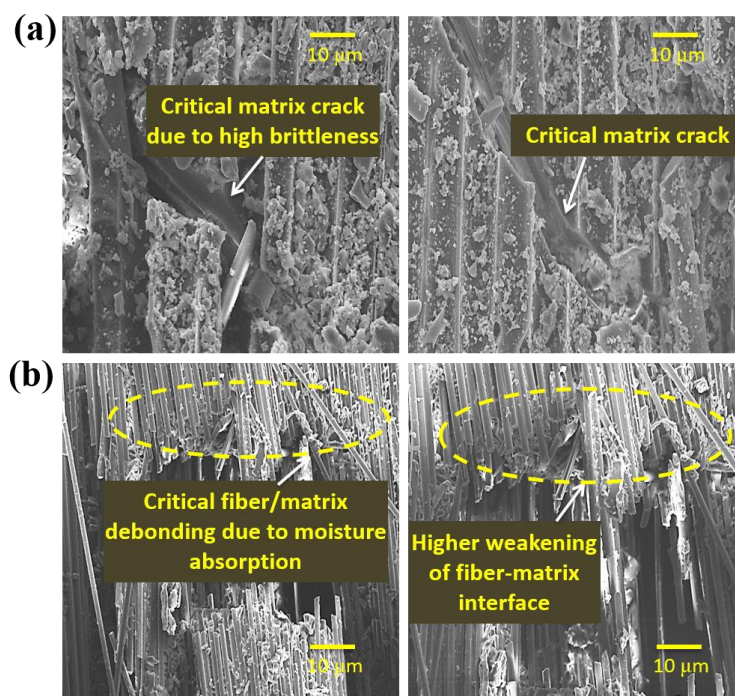 (a)
10 μm
Critical matrix crack
due to high brittleness
10 μm
Critical matrix crack
(b)
Critical fiber/matrix
debonding due to moisture
absorption
10 μm
Higher weakening
of fiber-matrix
interface
10 μm